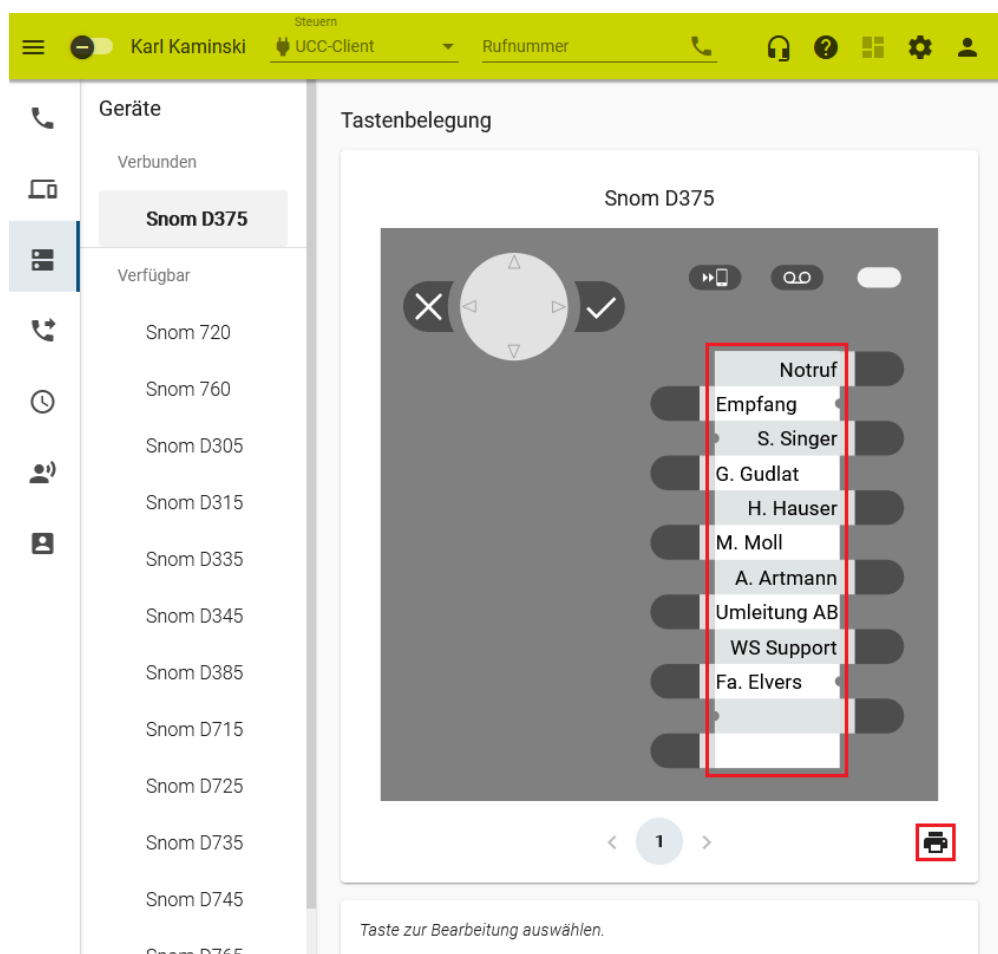 Steuern
Karl Kaminski UCC-Client Rufnummer
Geräte
Verbunden
Snom D375
Verfügbar
Snom 720
Snom 760
Snom D305
Snom D315
Snom D335
Snom D345
Snom D385
Snom D715
Snom D725
Snom D735
Snom D745
Snom D765
Tastenbelegung
Snom D375
Notruf
Empfang
S. Singer
G. Gudlat
H. Hauser
M. Moll
A. Artmann
Umleitung AB
WS Support
Fa. Elvers
1
Taste zur Bearbeitung auswählen.